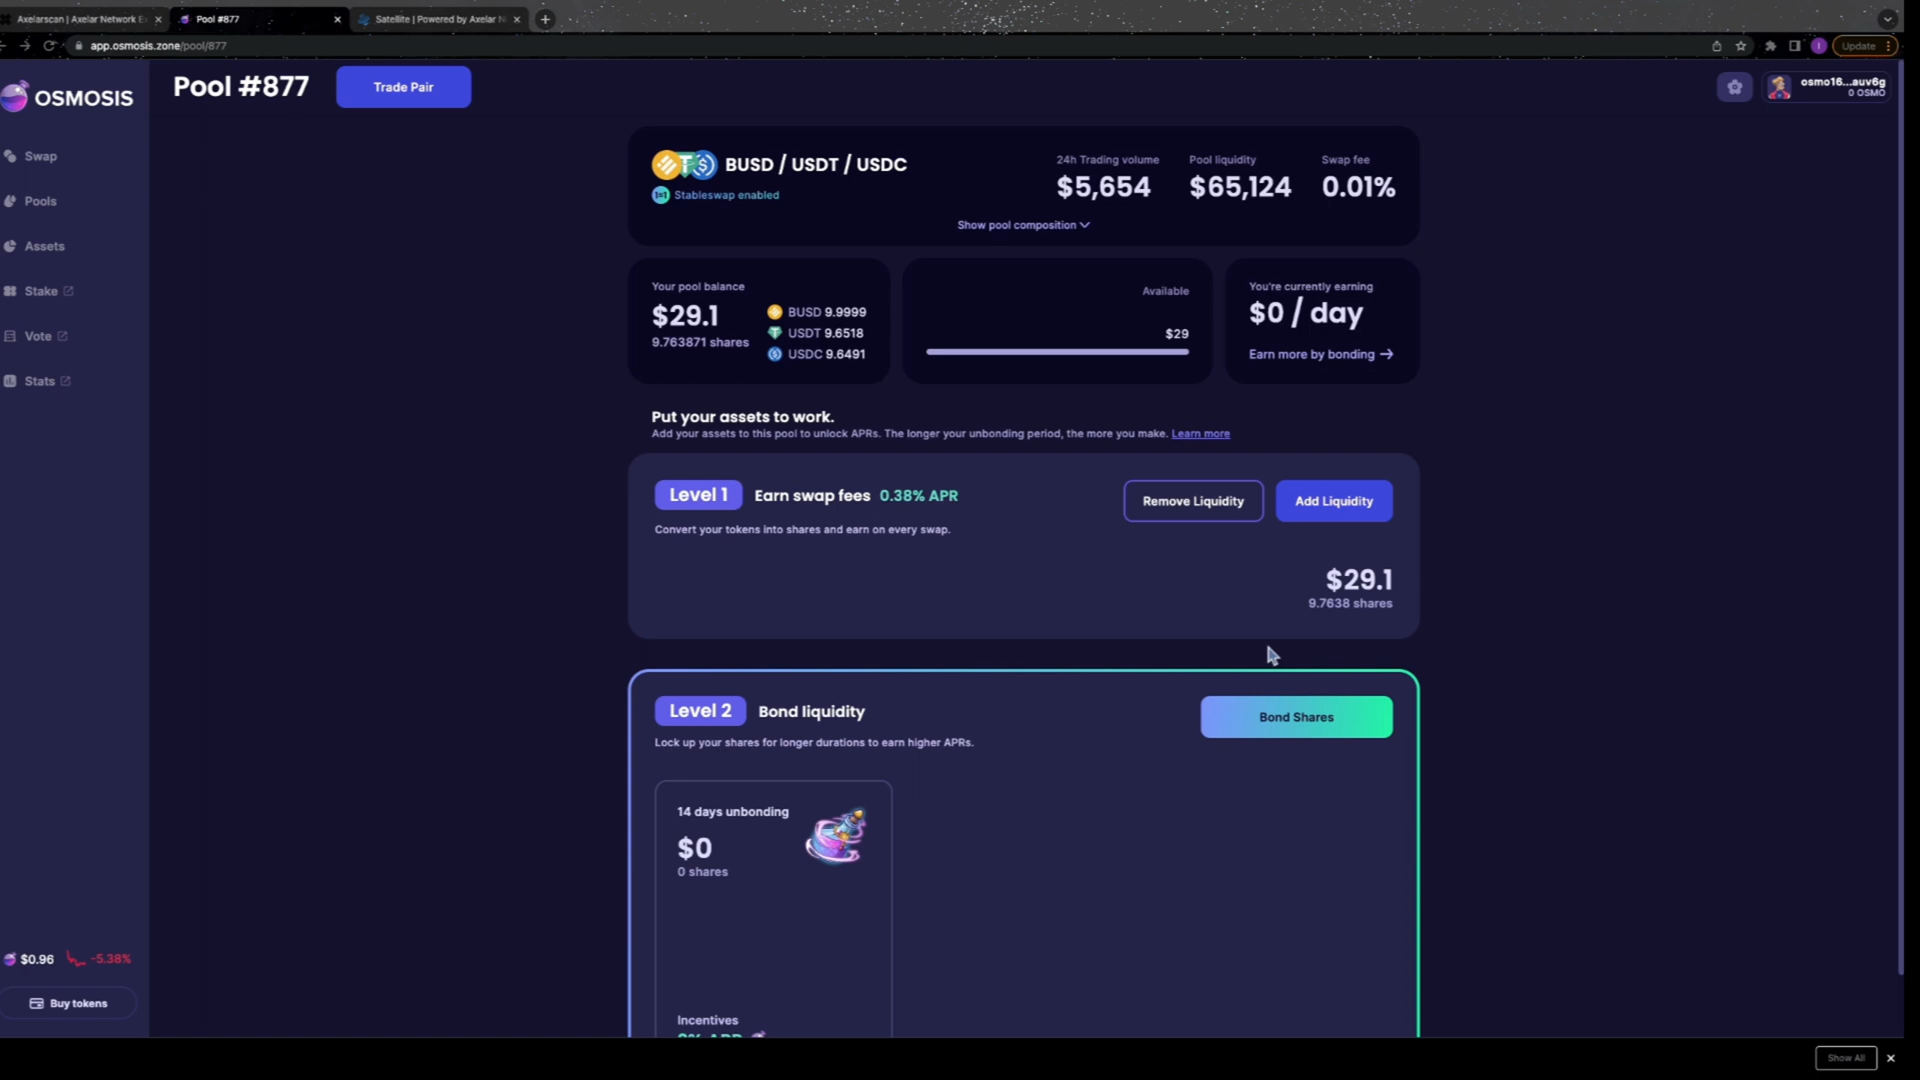 Axelarscan | Axelar Network E
Pool #877
Satellite | Powered by Axelar N
app.osmosis.zone/pool/877
Update
OSMOSIS
Pool #877
Trade Pair
osmo16...auv6g
0 OSMO
Swap
Pools
Assets
Stake
Vote
Stats
BUSD / USDT / USDC
1=1 Stableswap enabled
24h Trading volume
$5,654
Pool liquidity
$65,124
Swap fee
0.01%
Show pool composition
Your pool balance
$29.1
9.763871 shares
BUSD 9.9999
USDT 9.6518
USDC 9.6491
Available
$29
You're currently earning
$0 / day
Earn more by bonding →
Put your assets to work.
Add your assets to this pool to unlock APRs. The longer your unbonding period, the more you make. Learn more
Level 1 Earn swap fees 0.38% APR
Convert your tokens into shares and earn on every swap.
Remove Liquidity
Add Liquidity
$29.1
9.7638 shares
Level 2 Bond liquidity
Lock up your shares for longer durations to earn higher APRs.
Bond Shares
14 days unbonding
$0
0 shares
Incentives
$0.96 -5.38%
Buy tokens
Show All